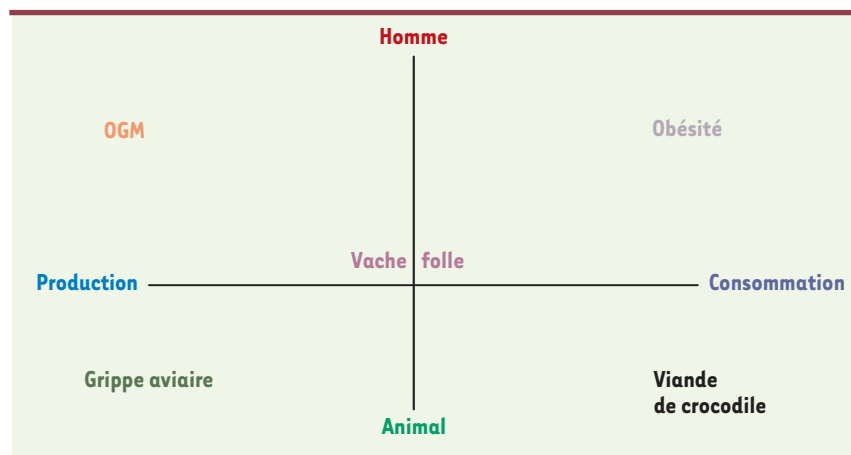 Homme
OGM
Obésité
Vache folle
Production
Consommation
Grippe aviaire
Viande
de crocodile
Animal